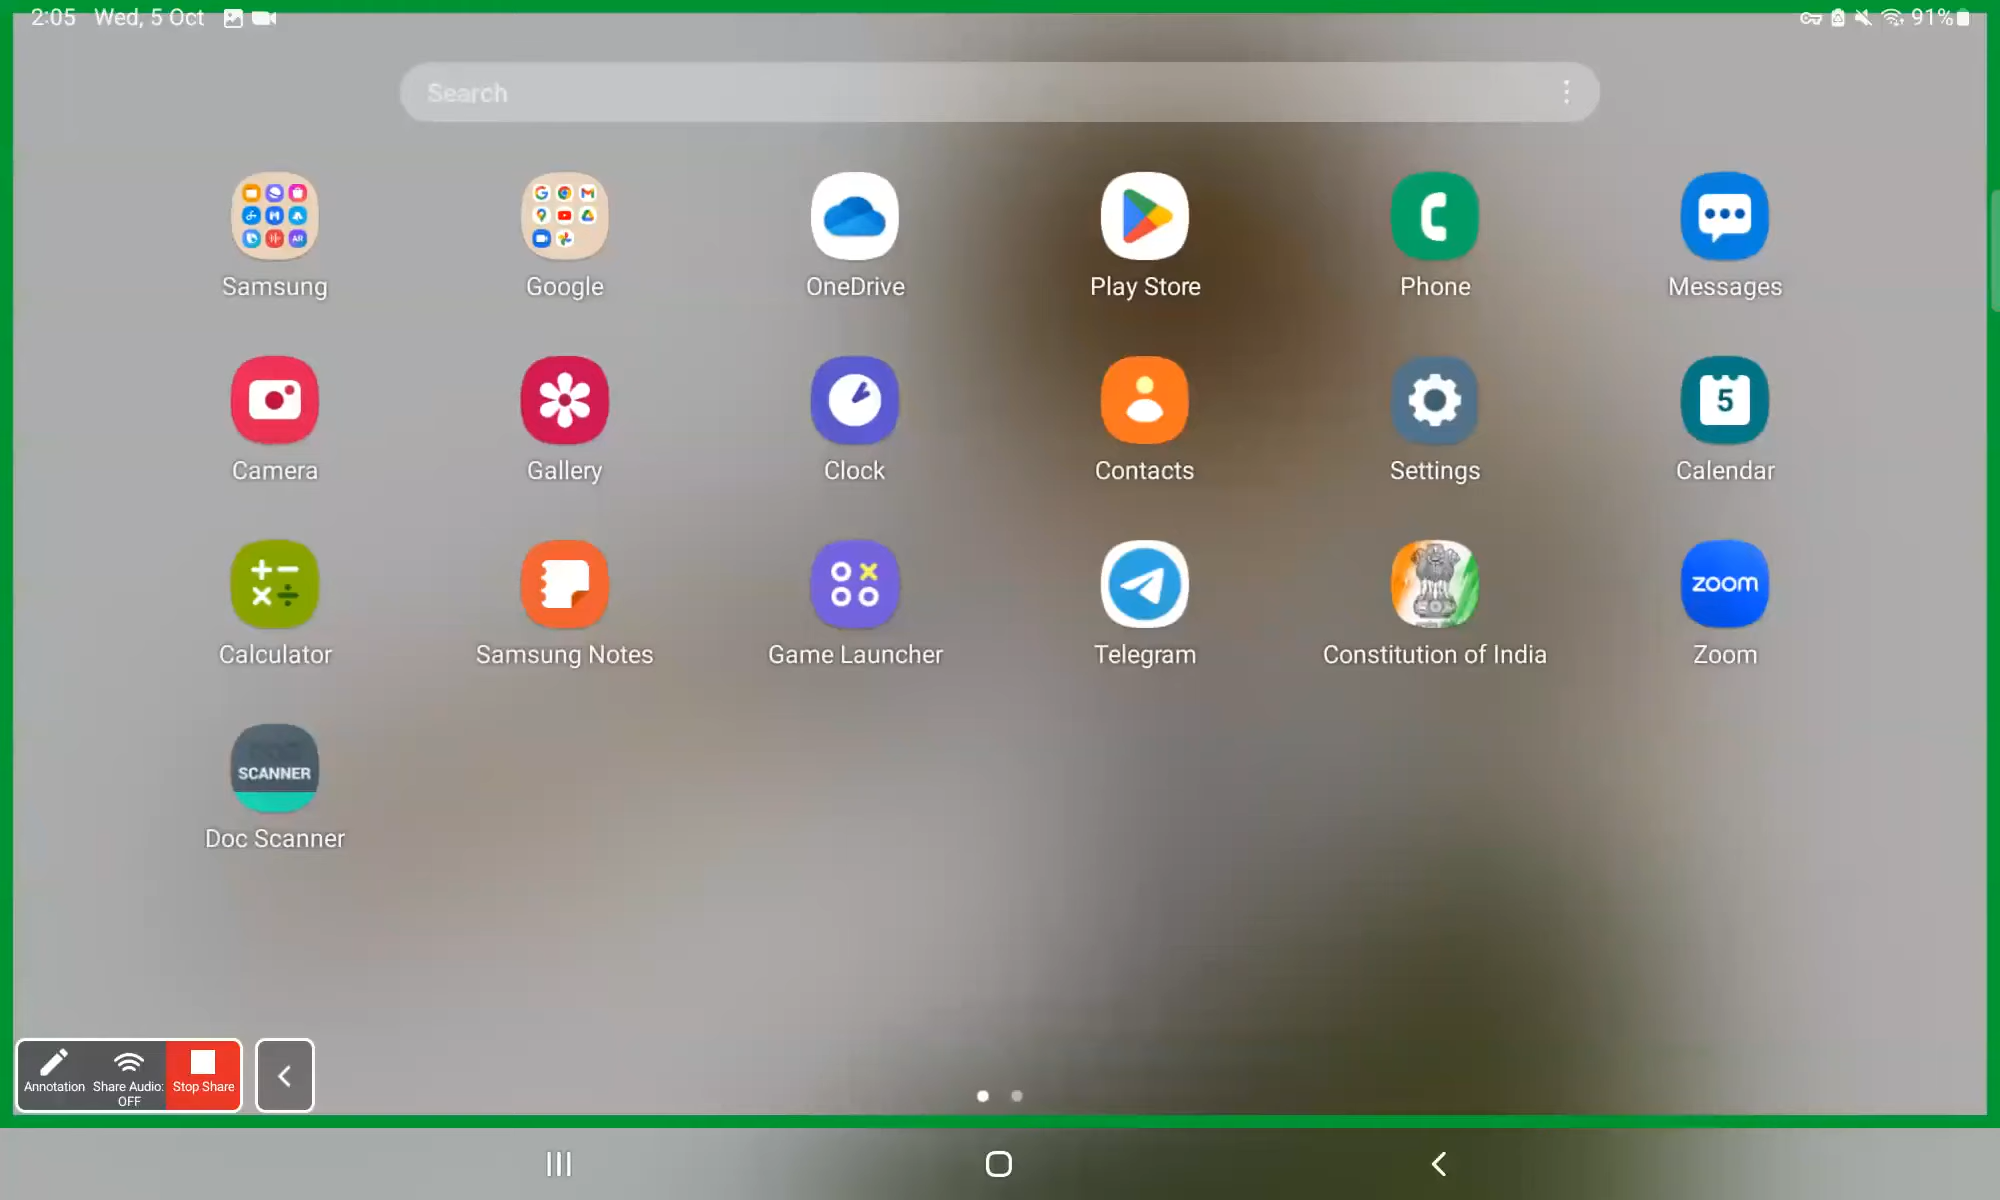 2:05 Wed, 5 Oct 91%
Search
Samsung Google OneDrive Play Store Phone Messages
5
Camera Gallery Clock Contacts Settings Calendar
zoom
Calculator Samsung Notes Game Launcher Telegram Constitution of India Zoom
SCANNER
Doc Scanner
Annotation Share Audio: Stop Share
OFF